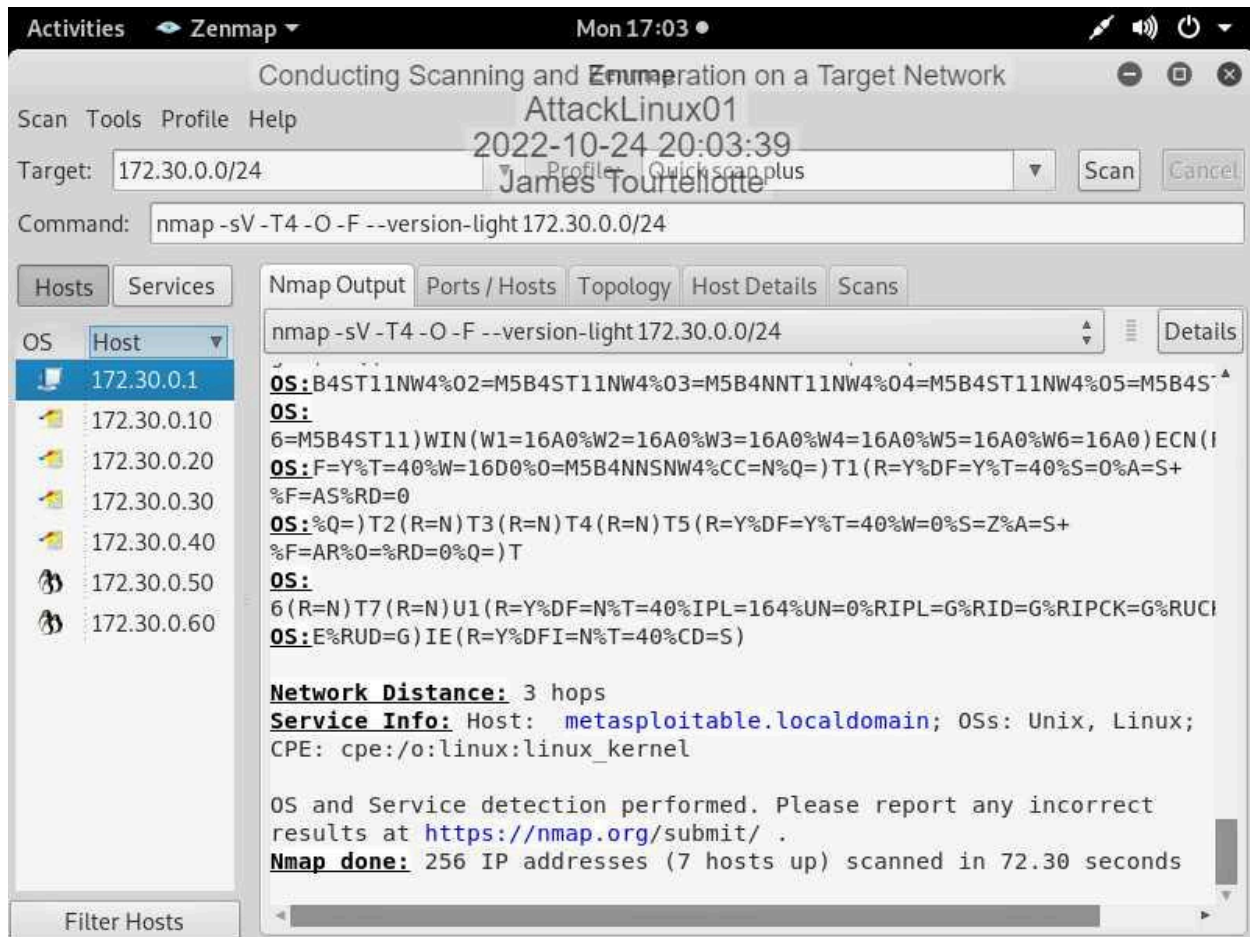 Activities Zenmap Mon 17:03
Conducting Scanning and Enumeration on a Target Network
Zenmap
AttackLinux01
Scan Tools Profile Help
2022-10-24 20:03:39
Target: 172.30.0.0/24 Profile: Quick scan plus Scan Cancel
James Tourtellotte
Command: nmap -sV -T4 -O -F --version-light 172.30.0.0/24
Hosts Services Nmap Output Ports / Hosts Topology Host Details Scans
nmap -sV -T4 -O -F --version-light 172.30.0.0/24 Details
OS Host
172.30.0.1
172.30.0.10
172.30.0.20
172.30.0.30
172.30.0.40
172.30.0.50
172.30.0.60
Filter Hosts
OS:B4ST11NW4%O2=M5B4ST11NW4%O3=M5B4NNT11NW4%O4=M5B4ST11NW4%O5=M5B4S
OS:
6=M5B4ST11)WIN(W1=16A0%W2=16A0%W3=16A0%W4=16A0%W5=16A0%W6=16A0)ECN(
OS:F=Y%T=40%W=16D0%O=M5B4NNSNW4%CC=N%Q=)T1(R=Y%DF=Y%T=40%S=O%A=S+
%F=AS%RD=0
OS:%Q=)T2(R=N)T3(R=N)T4(R=N)T5(R=Y%DF=Y%T=40%W=0%S=Z%A=S+
%F=AR%O=%RD=0%Q=)T
OS:
6(R=N)T7(R=N)U1(R=Y%DF=N%T=40%IPL=164%UN=0%RIPL=G%RID=G%RIPCK=G%RUC
OS:E%RUD=G)IE(R=Y%DFI=N%T=40%CD=S)
Network Distance: 3 hops
Service Info: Host: metasploitable.localdomain; OSs: Unix, Linux;
CPE: cpe:/o:linux:linux_kernel
OS and Service detection performed. Please report any incorrect
results at https://nmap.org/submit/ .
Nmap done: 256 IP addresses (7 hosts up) scanned in 72.30 seconds